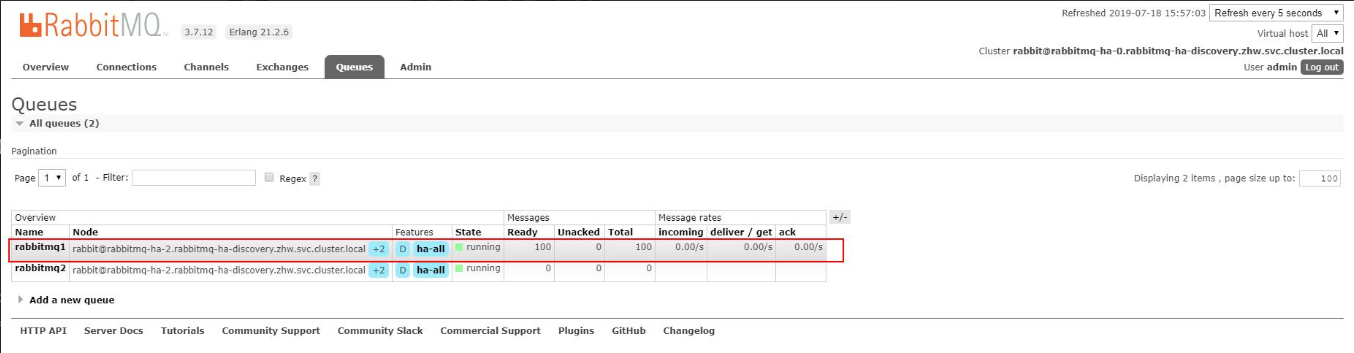 RabbitMQ 3.7.12 Erlang 21.2.6
Refreshed 2019-07-18 15:57:03 Refresh every 5 seconds
Virtual host All
Cluster rabbit@rabbitmq-ha-0.rabbitmq-ha-discovery.zhw.svc.cluster.local
User admin Log out
Overview Connections Channels Exchanges Queues Admin
Queues
All queues (2)
Pagination
Page 1 of 1 - Filter: Regex ? Displaying 2 items , page size up to: 100
Overview Messages Message rates +/-
Name Node Features State Ready Unacked Total incoming deliver / get ack
rabbitmq1 rabbit@rabbitmq-ha-2.rabbitmq-ha-discovery.zhw.svc.cluster.local +2 D ha-all running 100 0 100 0.00/s 0.00/s 0.00/s
rabbitmq2 rabbit@rabbitmq-ha-2.rabbitmq-ha-discovery.zhw.svc.cluster.local +2 D ha-all running 0 0 0
Add a new queue
HTTP API Server Docs Tutorials Community Support Community Slack Commercial Support Plugins GitHub Changelog